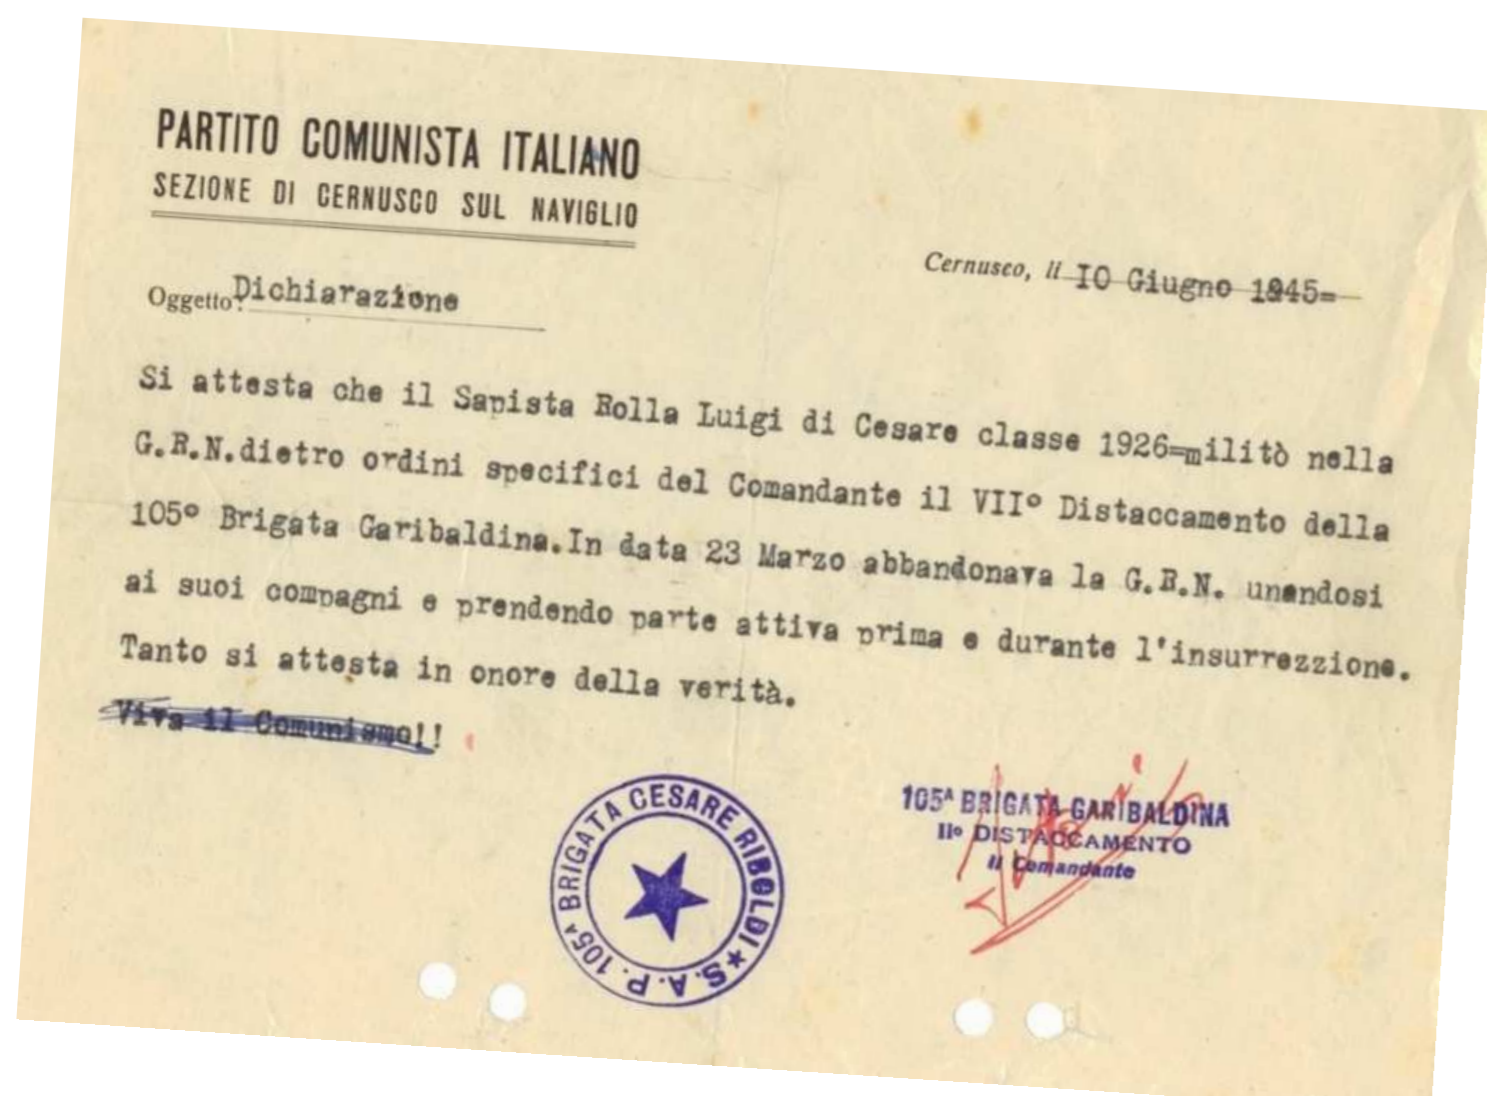 PARTITO COMUNISTA ITALIANO
SEZIONE DI CERNUSCO SUL NAVIGLIO
Cernusco, li 10 Giugno 1945=
Oggetto: Dichiarazione
Si attesta che il Sapista Rolla Luigi di Cesare classe 1926=militò nella
G.R.N.dietro ordini specifici del Comandante il VII° Distaccamento della
105° Brigata Garibaldina.In data 23 Marzo abbandonava la G.R.N. unendosi
ai suoi compagni e prendendo parte attiva prima e durante l'insurrezzione.
Tanto si attesta in onore della verità.
Viva il Comunismo!!
105ª BRIGATA CESARE RIBOLDI ★ S.A.P.
105ª BRIGATA GARIBALDINA
II° DISTACCAMENTO
Il Comandante